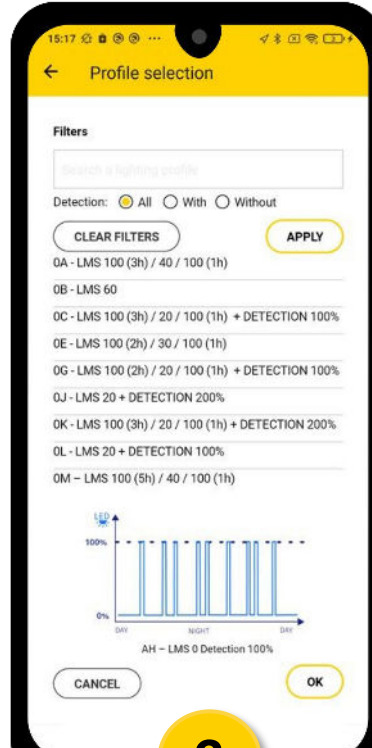 15:17
← Profile selection
Filters
Search a lighting profile
Detection: All With Without
CLEAR FILTERS APPLY
0A - LMS 100 (3h) / 40 / 100 (1h)
0B - LMS 60
0C - LMS 100 (3h) / 20 / 100 (1h) + DETECTION 100%
0E - LMS 100 (2h) / 30 / 100 (1h)
0G - LMS 100 (2h) / 20 / 100 (1h) + DETECTION 100%
0J - LMS 20 + DETECTION 200%
0K - LMS 100 (3h) / 20 / 100 (1h) + DETECTION 200%
0L - LMS 20 + DETECTION 100%
0M – LMS 100 (5h) / 40 / 100 (1h)
LED
100%
0%
DAY NIGHT DAY
AH – LMS 0 Detection 100%
CANCEL OK